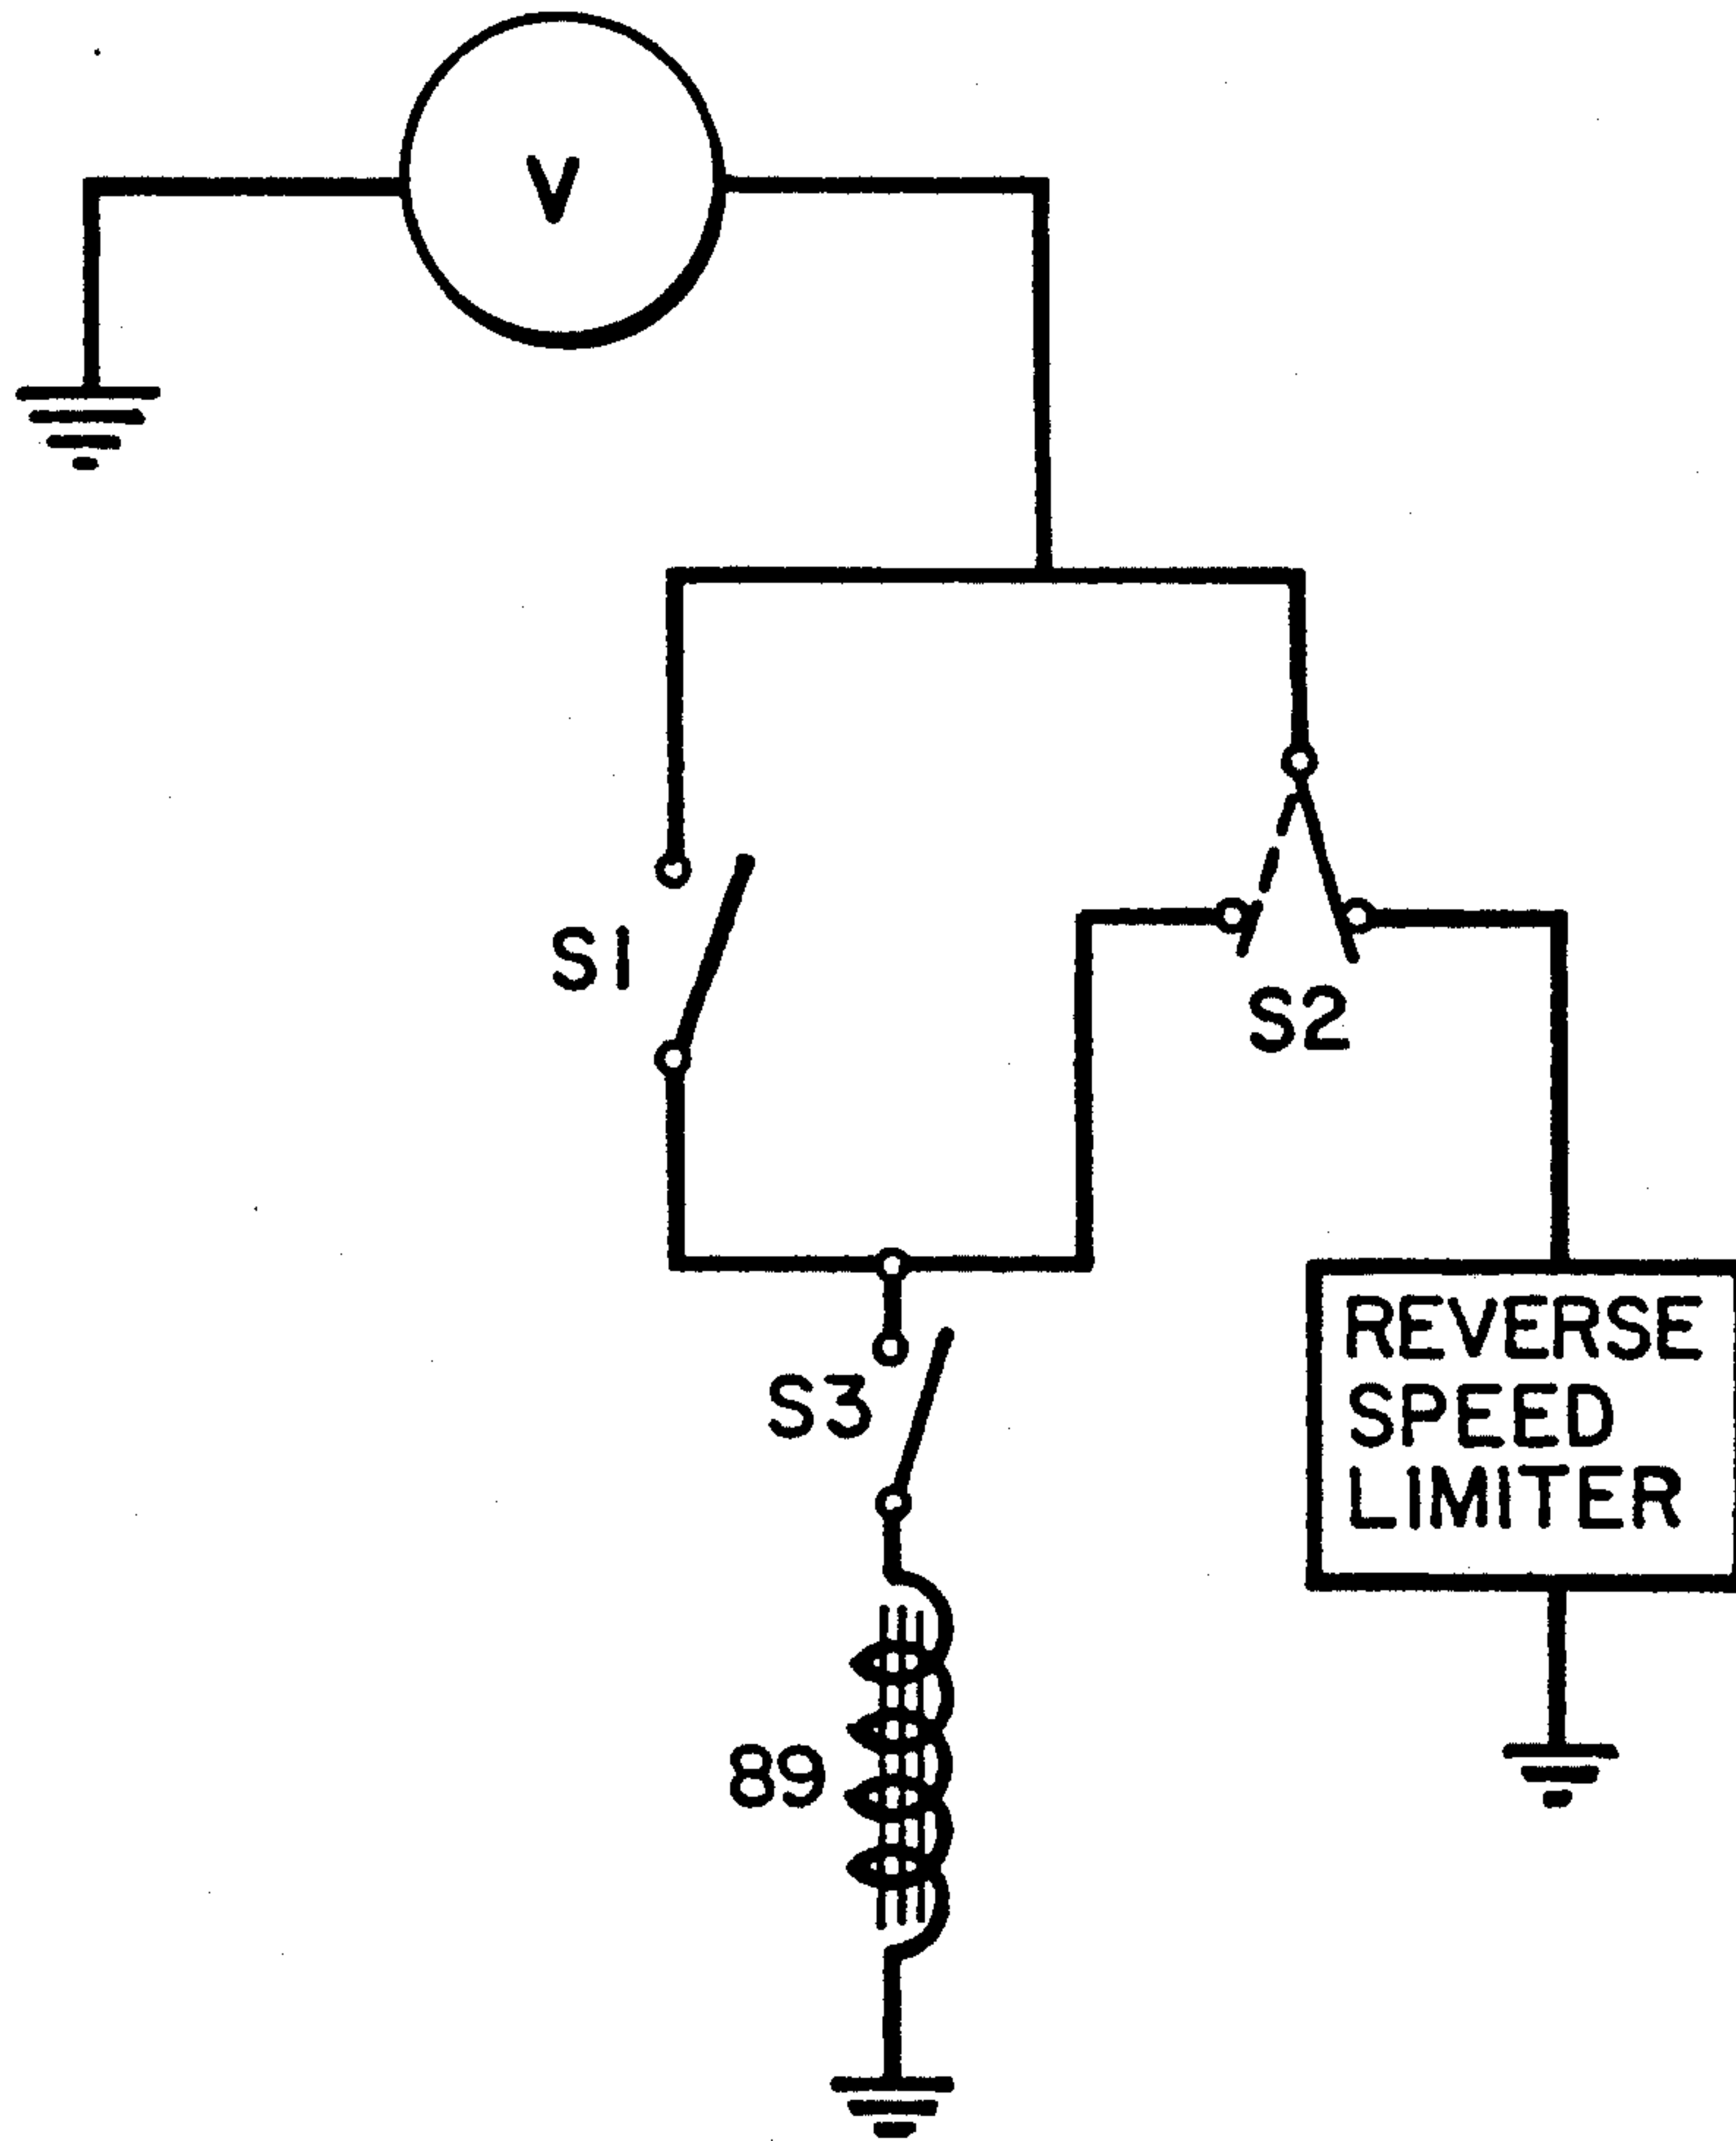 V
S1
S2
S3
REVERSE
SPEED
LIMITER
89